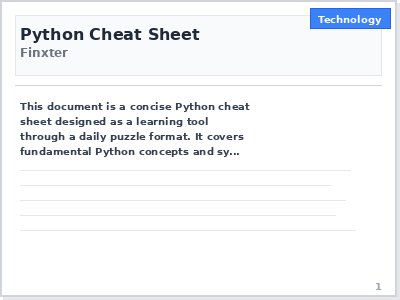 Technology
Python Cheat Sheet
Finxter
This document is a concise Python cheat
sheet designed as a learning tool
through a daily puzzle format. It covers
fundamental Python concepts and sy...
1